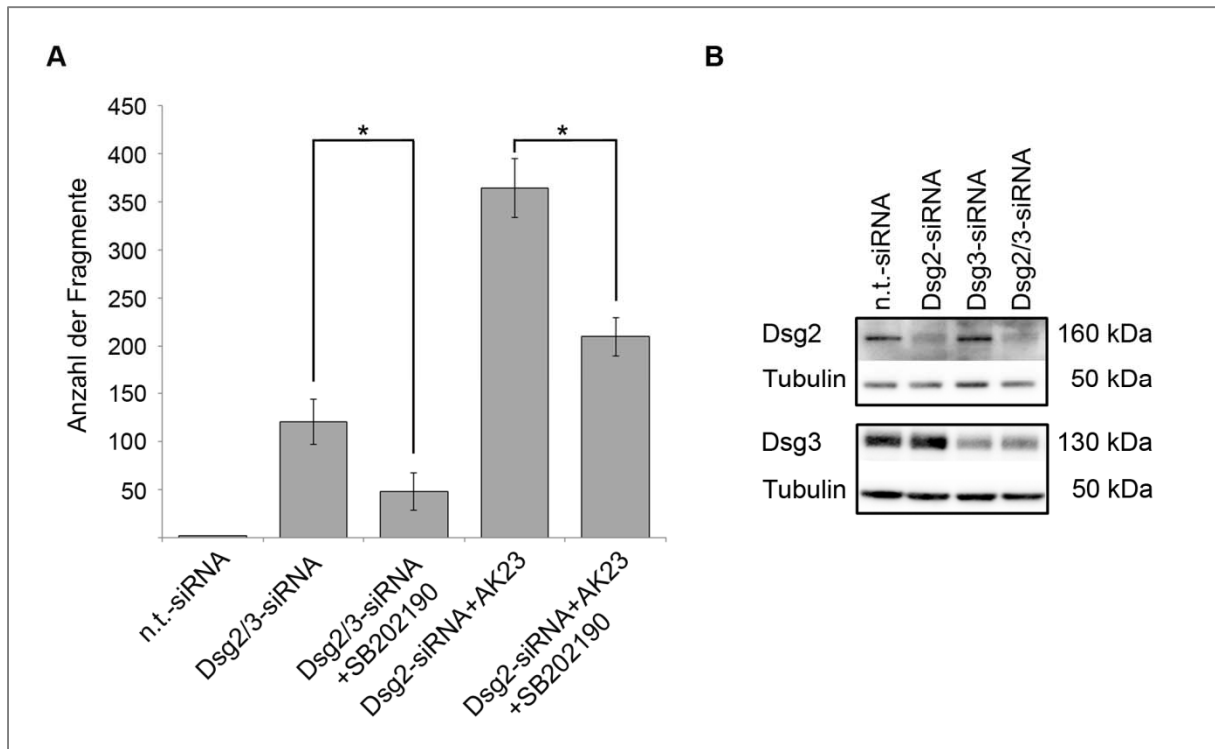 A
450
400
350
300
250
200
150
100
50
Anzahl der Fragmente
*
*
n.t.-siRNA
Dsg2/3-siRNA
Dsg2/3-siRNA
+SB202190
Dsg2-siRNA+AK23
Dsg2-siRNA+AK23
+SB202190
B
n.t.-siRNA
Dsg2-siRNA
Dsg3-siRNA
Dsg2/3-siRNA
Dsg2 160 kDa
Tubulin 50 kDa
Dsg3 130 kDa
Tubulin 50 kDa